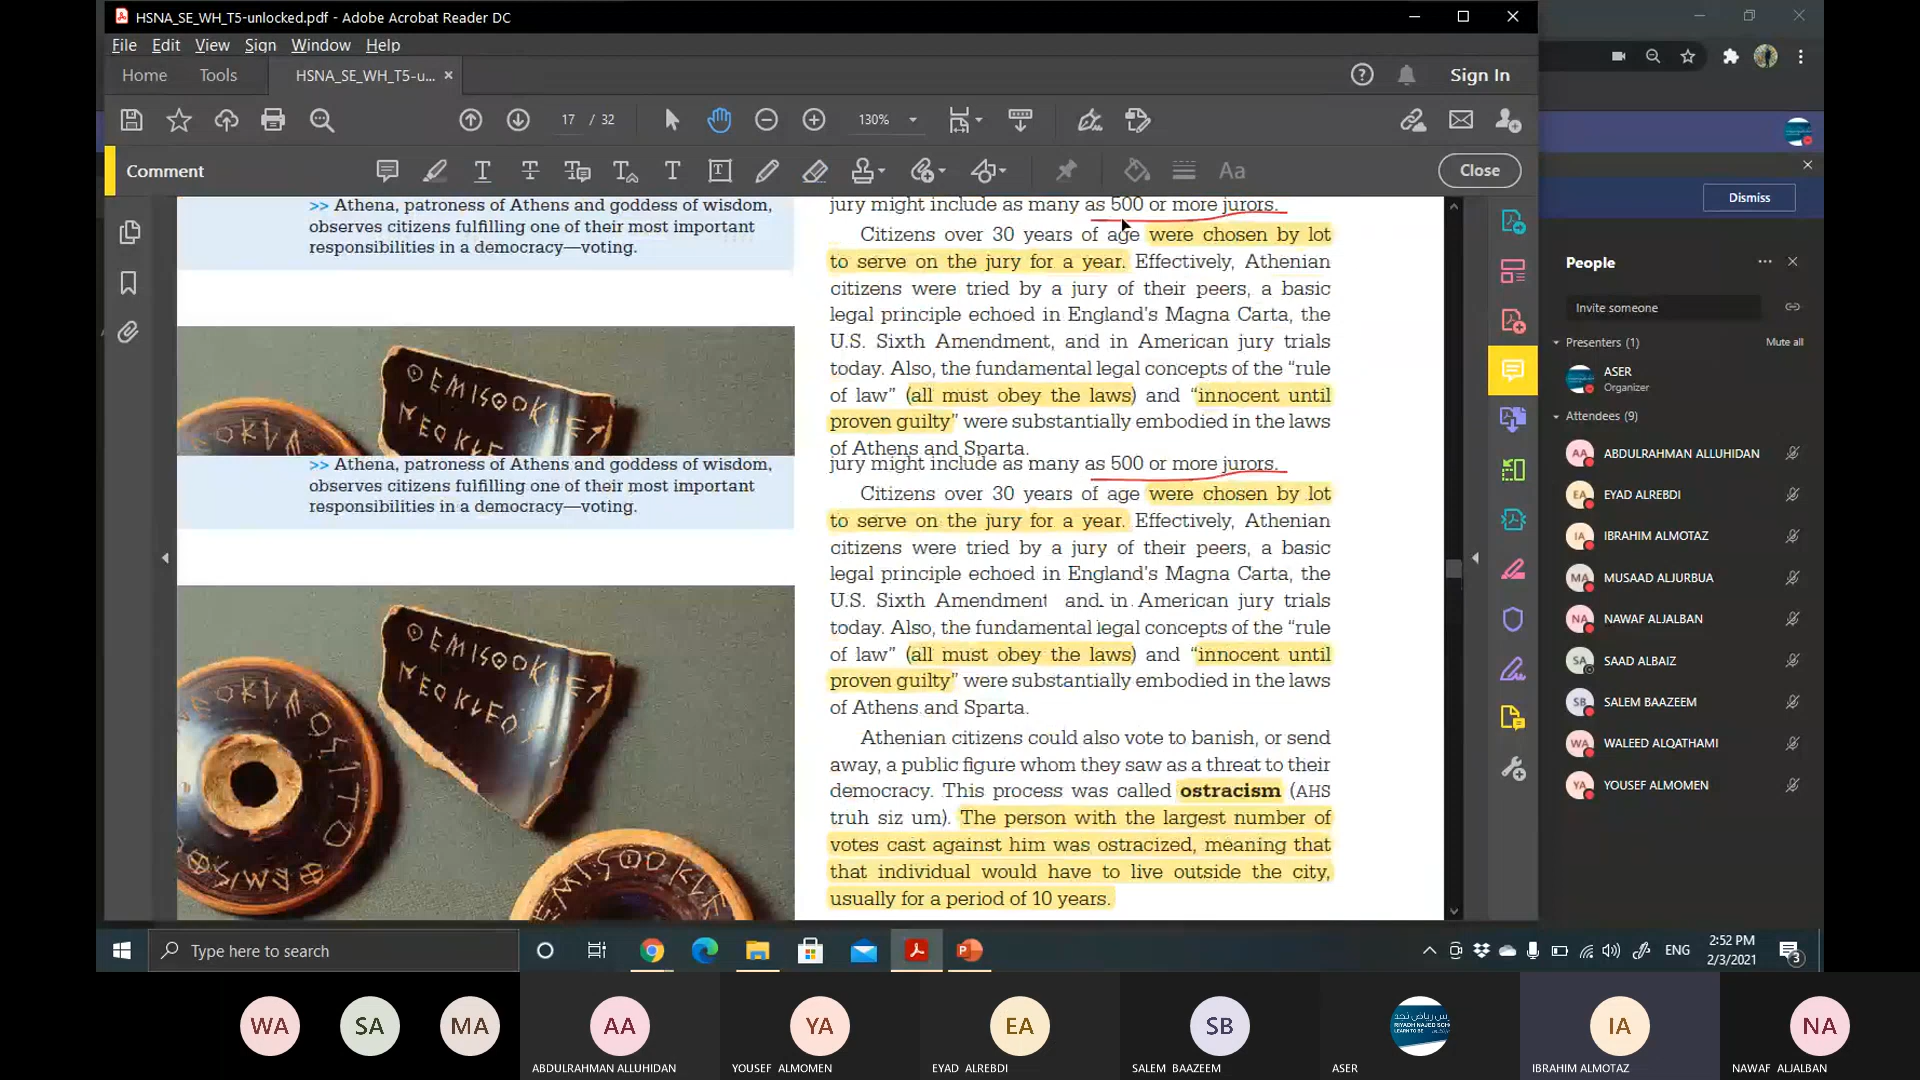 HSNA_SE_WH_T5-unlocked.pdf - Adobe Acrobat Reader DC
File Edit View Sign Window Help
Home Tools HSNA_SE_WH_T5-u... × Sign In
17 / 32 130%
Comment Close
Dismiss
>> Athena, patroness of Athens and goddess of wisdom,
observes citizens fulfilling one of their most important
responsibilities in a democracy—voting.
>> Athena, patroness of Athens and goddess of wisdom,
observes citizens fulfilling one of their most important
responsibilities in a democracy—voting.
jury might include as many as 500 or more jurors.
Citizens over 30 years of age were chosen by lot
to serve on the jury for a year. Effectively, Athenian
citizens were tried by a jury of their peers, a basic
legal principle echoed in England's Magna Carta, the
U.S. Sixth Amendment, and in American jury trials
today. Also, the fundamental legal concepts of the “rule
of law” (all must obey the laws) and “innocent until
proven guilty” were substantially embodied in the laws
of Athens and Sparta.
jury might include as many as 500 or more jurors.
Citizens over 30 years of age were chosen by lot
to serve on the jury for a year. Effectively, Athenian
citizens were tried by a jury of their peers, a basic
legal principle echoed in England's Magna Carta, the
U.S. Sixth Amendment and in American jury trials
today. Also, the fundamental legal concepts of the “rule
of law” (all must obey the laws) and “innocent until
proven guilty” were substantially embodied in the laws
of Athens and Sparta.
Athenian citizens could also vote to banish, or send
away, a public figure whom they saw as a threat to their
democracy. This process was called ostracism (AHS
truh siz um). The person with the largest number of
votes cast against him was ostracized, meaning that
that individual would have to live outside the city,
usually for a period of 10 years.
People
Invite someone
Presenters (1) Mute all
ASER
Organizer
Attendees (9)
AA ABDULRAHMAN ALLUHIDAN
EA EYAD ALREBDI
IA IBRAHIM ALMOTAZ
MA MUSAAD ALJURBUA
NA NAWAF ALJALBAN
SA SAAD ALBAIZ
SB SALEM BAAZEEM
WA WALEED ALQATHAMI
YA YOUSEF ALMOMEN
Type here to search
ENG
2:52 PM
2/3/2021
3
WA SA MA AA YA EA SB IA NA
ABDULRAHMAN ALLUHIDAN YOUSEF ALMOMEN EYAD ALREBDI SALEM BAAZEEM ASER IBRAHIM ALMOTAZ NAWAF ALJALBAN